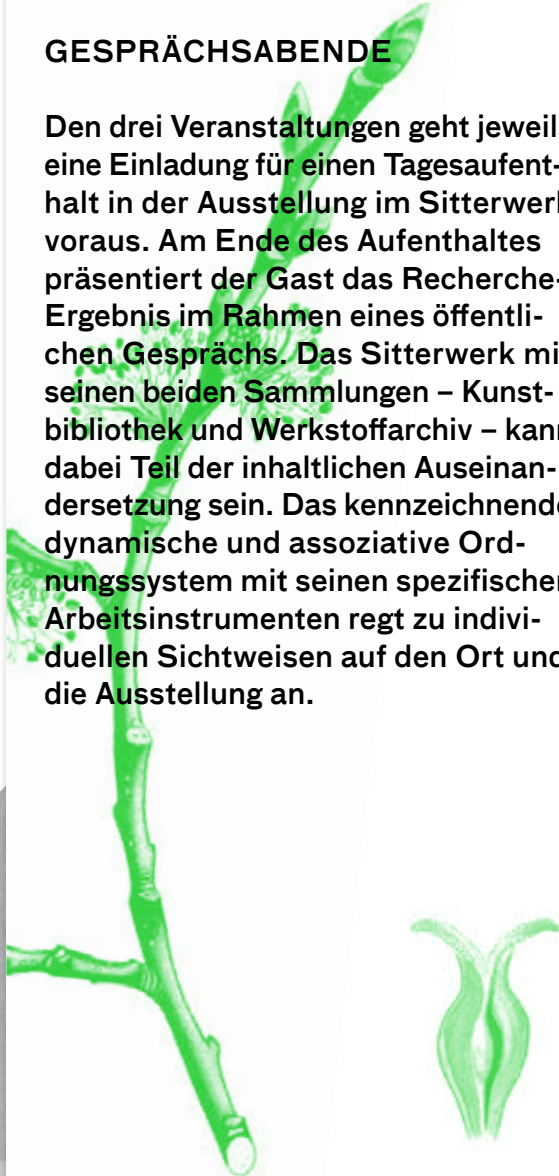 GESPRÄCHSABENDE
Den drei Veranstaltungen geht jeweil
eine Einladung für einen Tagesaufent-
halt in der Ausstellung im Sitterwer
voraus. Am Ende des Aufenthaltes
präsentiert der Gast das Recherche-
Ergebnis im Rahmen eines öffentli-
chen Gesprächs. Das Sitterwerk mi
seinen beiden Sammlungen – Kunst-
bibliothek und Werkstoffarchiv – kan
dabei Teil der inhaltlichen Auseinan-
dersetzung sein. Das kennzeichnend
dynamische und assoziative Ord-
nungssystem mit seinen spezifische
Arbeitsinstrumenten regt zu indivi-
duellen Sichtweisen auf den Ort und
die Ausstellung an.